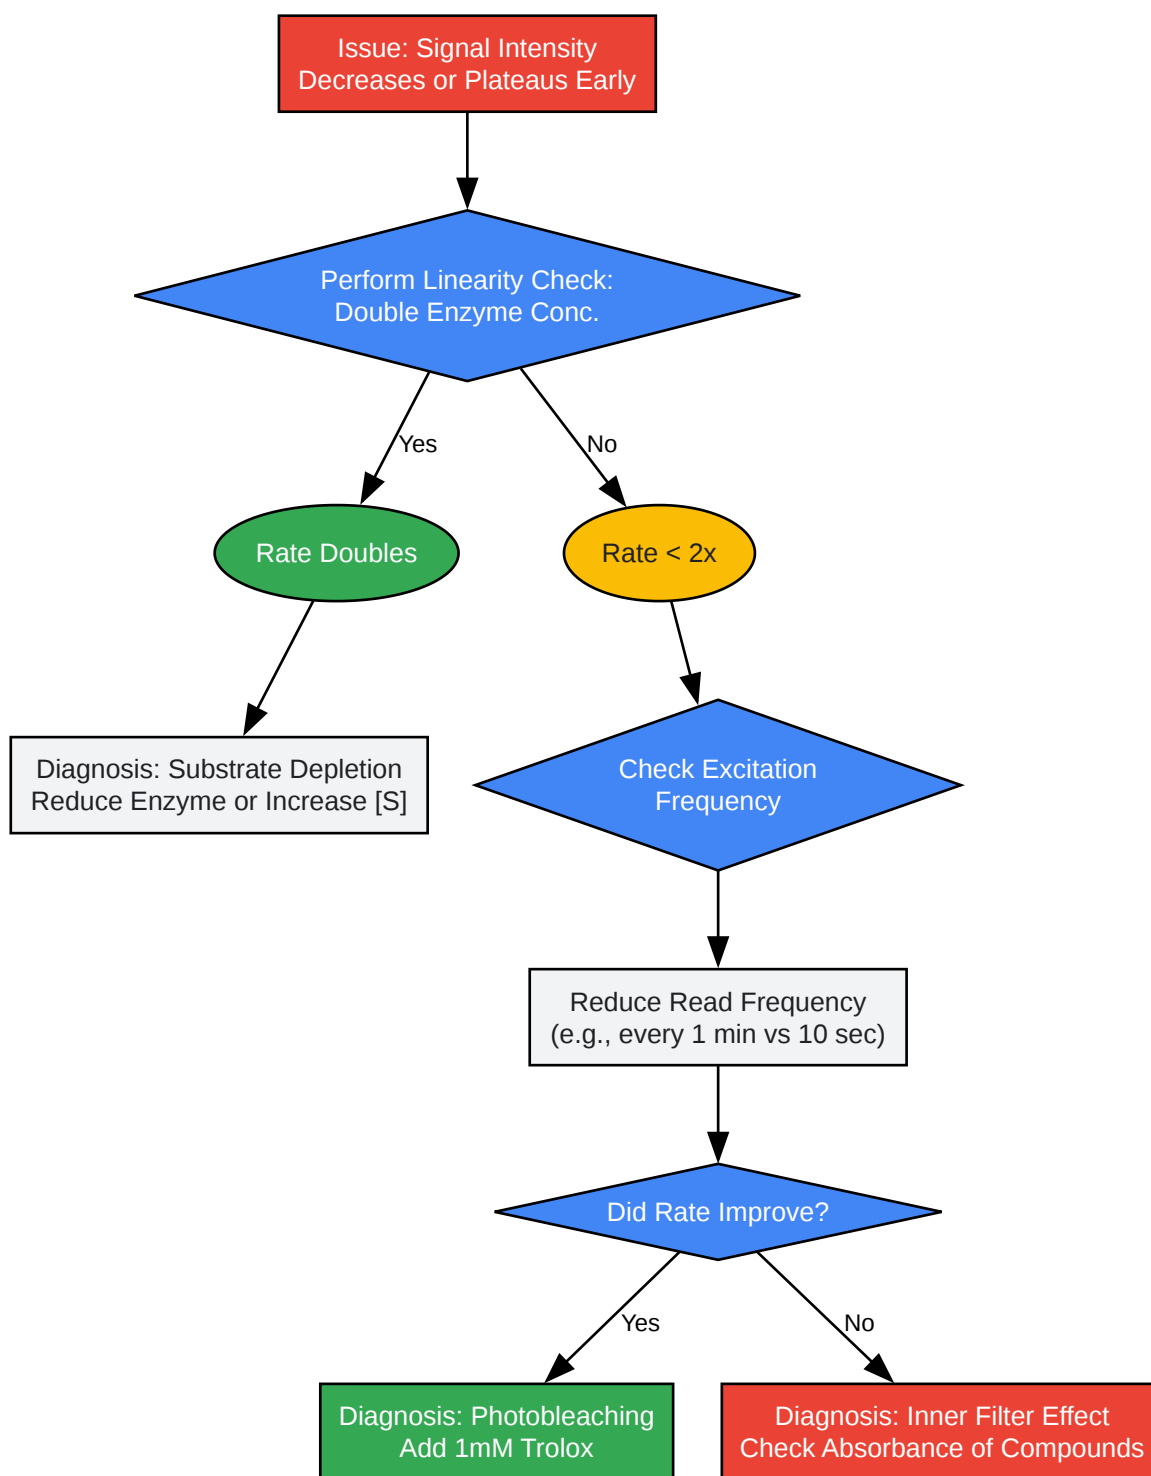 Issue: Signal Intensity
Decreases or Plateaus Early
Perform Linearity Check:
Double Enzyme Conc.
Yes
No
Rate Doubles
Rate < 2x
Diagnosis: Substrate Depletion
Reduce Enzyme or Increase [S]
Check Excitation
Frequency
Reduce Read Frequency
(e.g., every 1 min vs 10 sec)
Did Rate Improve?
Yes
No
Diagnosis: Photobleaching
Add 1mM Trolox
Diagnosis: Inner Filter Effect
Check Absorbance of Compounds